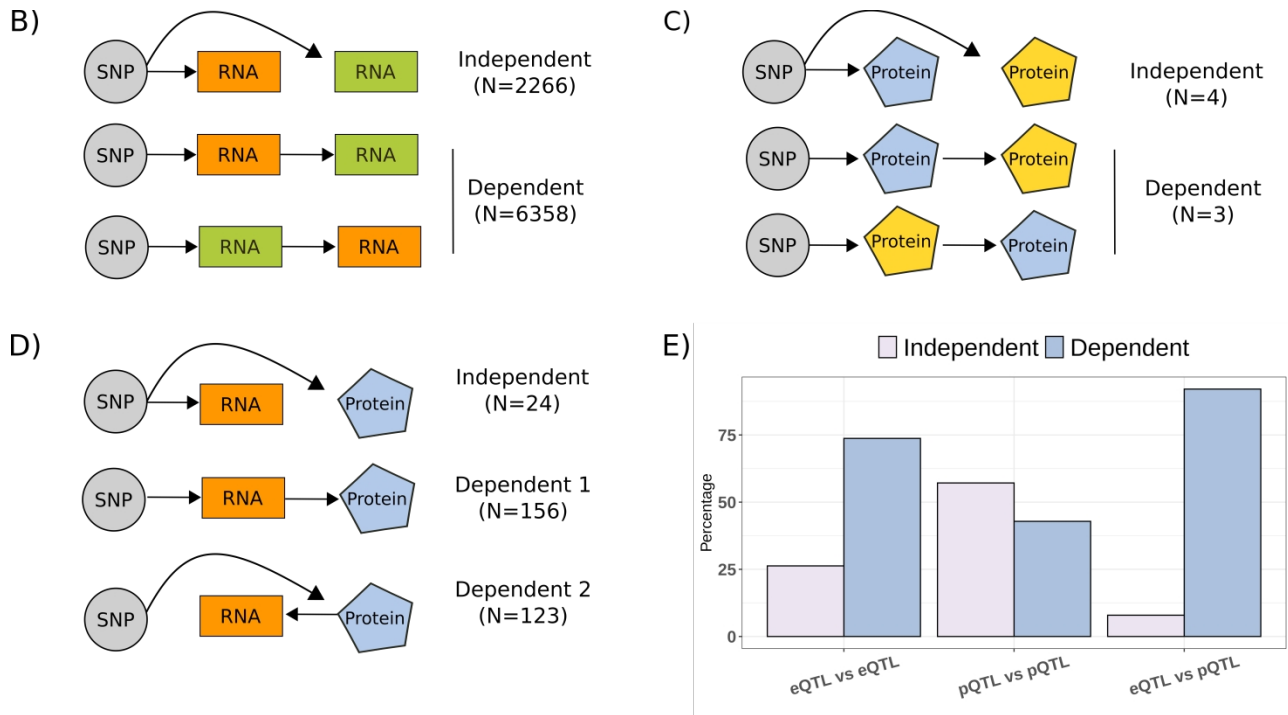 B)
SNP
RNA
RNA
Independent
(N=2266)
SNP
RNA
RNA
Dependent
(N=6358)
SNP
RNA
RNA
C)
SNP
Protein
Protein
Independent
(N=4)
SNP
Protein
Protein
Dependent
(N=3)
SNP
Protein
Protein
D)
SNP
RNA
Protein
Independent
(N=24)
SNP
RNA
Protein
Dependent 1
(N=156)
SNP
RNA
Protein
Dependent 2
(N=123)
E)
Independent Dependent
Percentage
75
50
25
0
eQTL vs eQTL
pQTL vs pQTL
eQTL vs pQTL